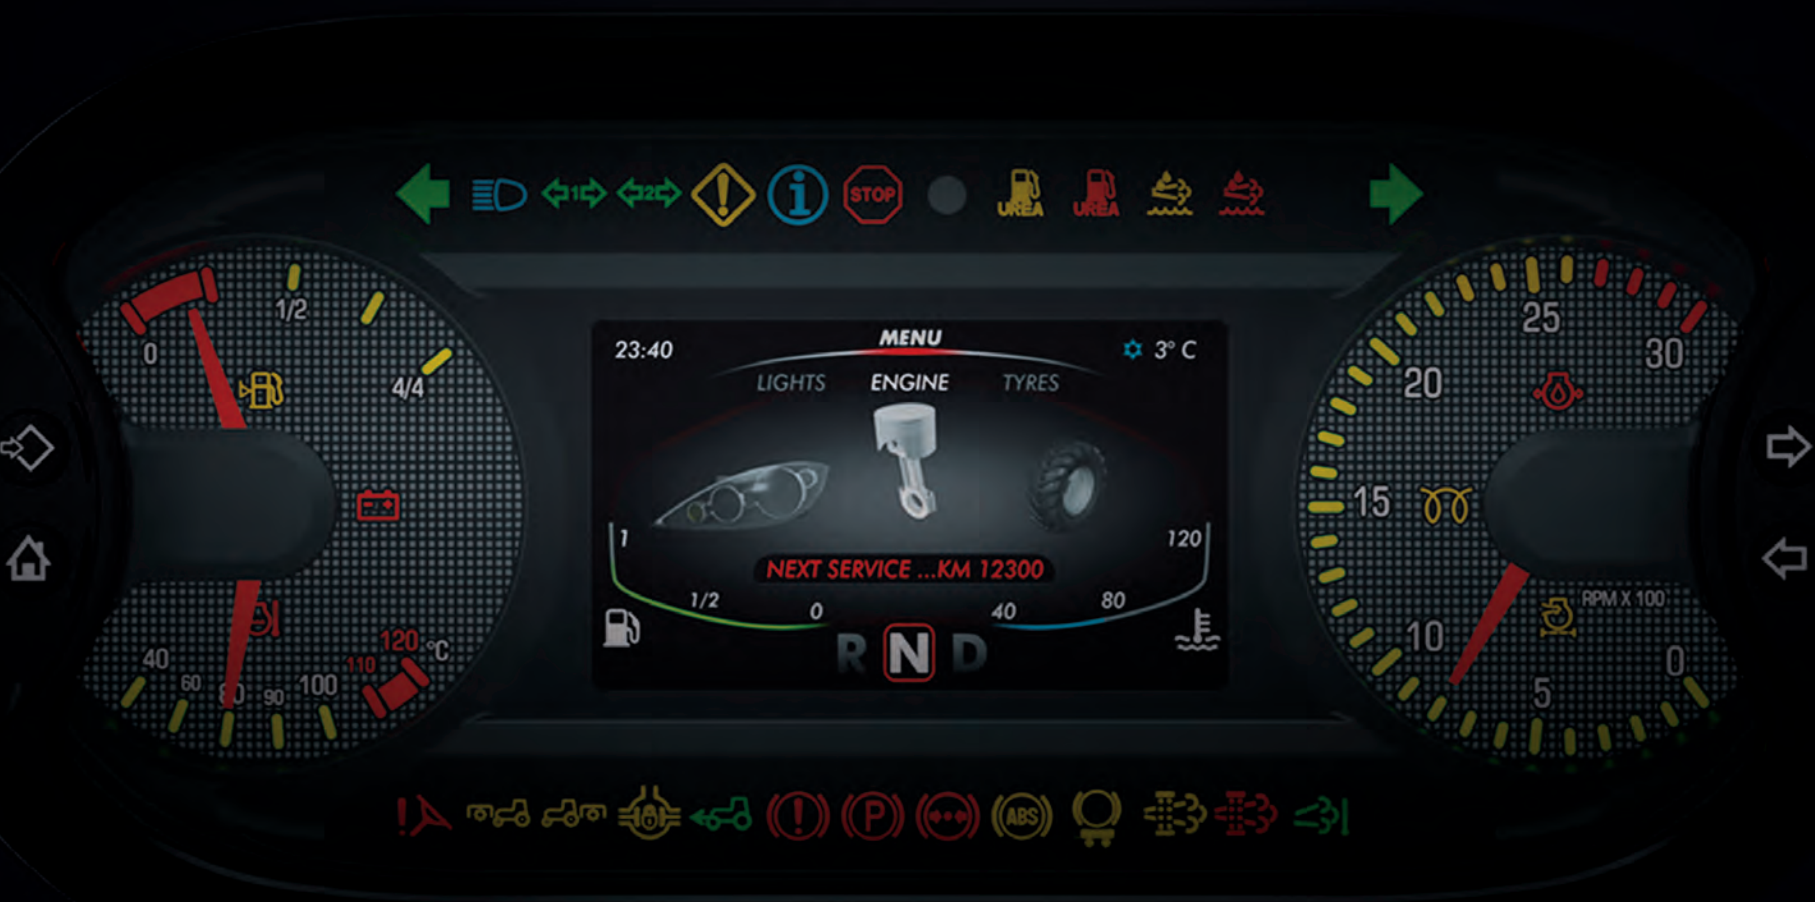 1 2 STOP UREA UREA
1/2
0
4/4
40 60 80 90 100 110 120 °C
23:40 MENU 3° C
LIGHTS ENGINE TYRES
NEXT SERVICE ...KM 12300
1 1/2 0
40 80 120
R N D
30
25
20
15
10
5
0
RPM X 100
P ABS